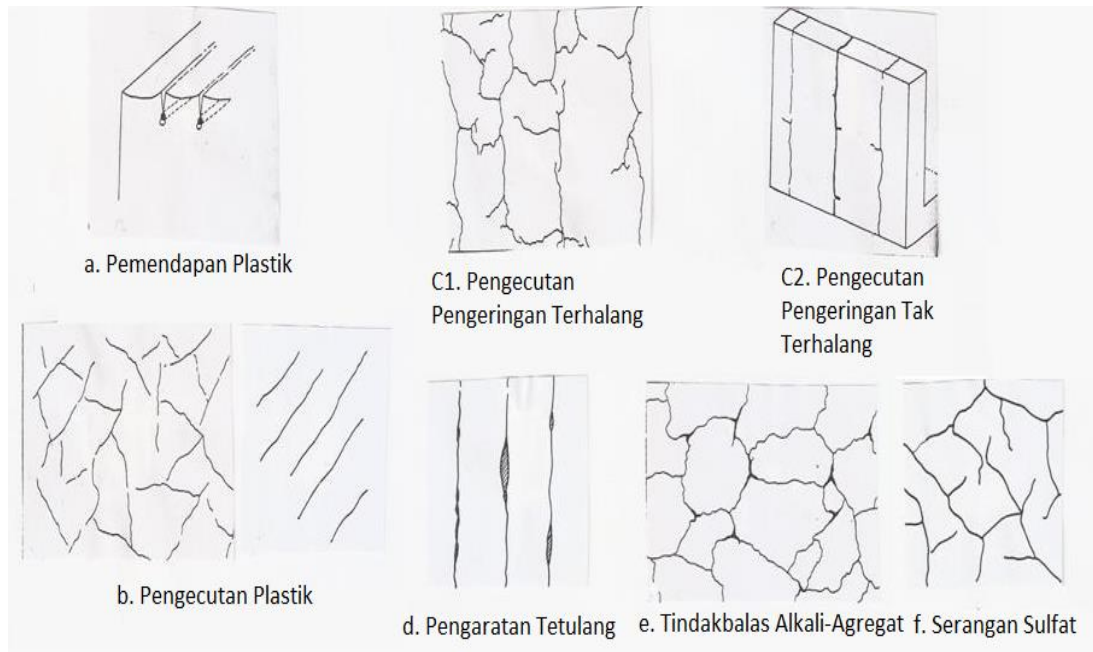 a. Pemendapan Plastik
C1. Pengecutan
Pengeringan Terhalang
C2. Pengecutan
Pengeringan Tak
Terhalang
b. Pengecutan Plastik
d. Pengaratan Tetulang
e. Tindakbalas Alkali-Agregat
f. Serangan Sulfat